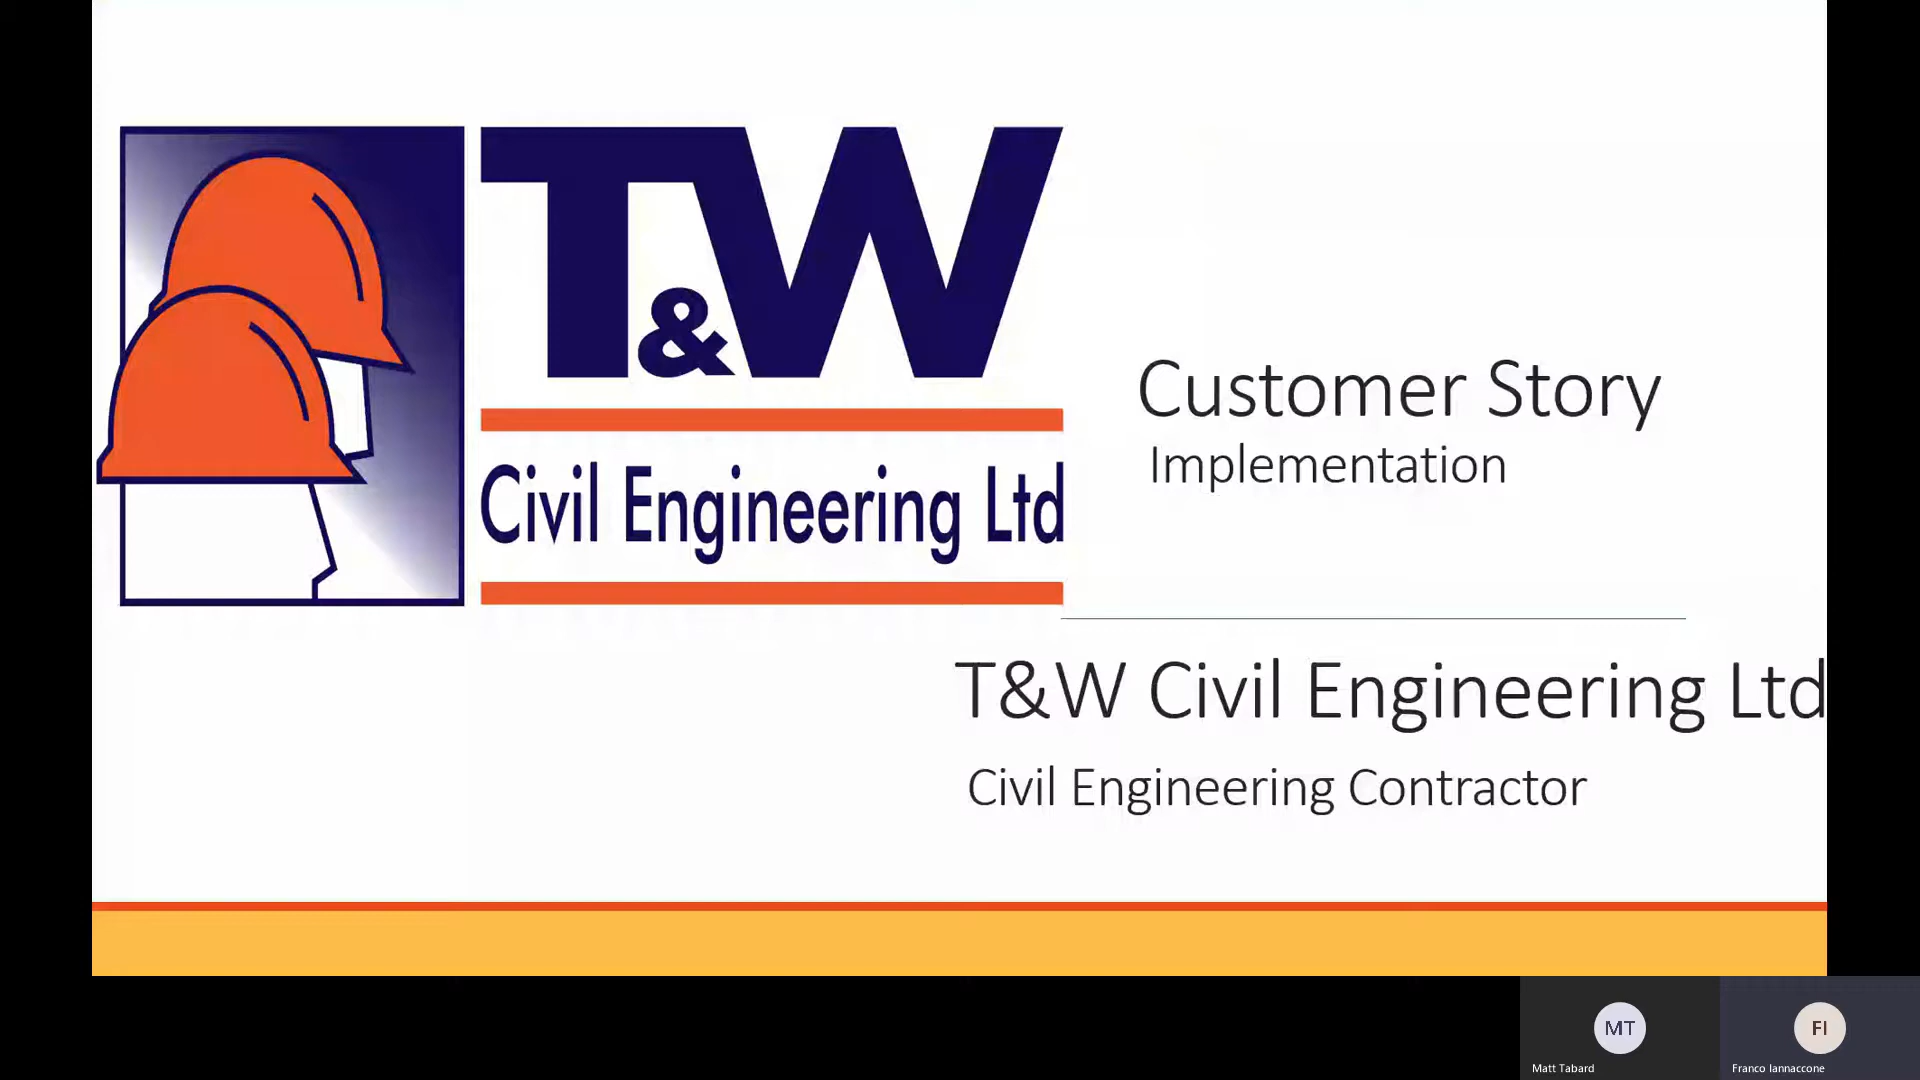 T&W
Civil Engineering Ltd
Customer Story
Implementation
T&W Civil Engineering Ltd
Civil Engineering Contractor
MT
Matt Tabard
FI
Franco Iannaccone